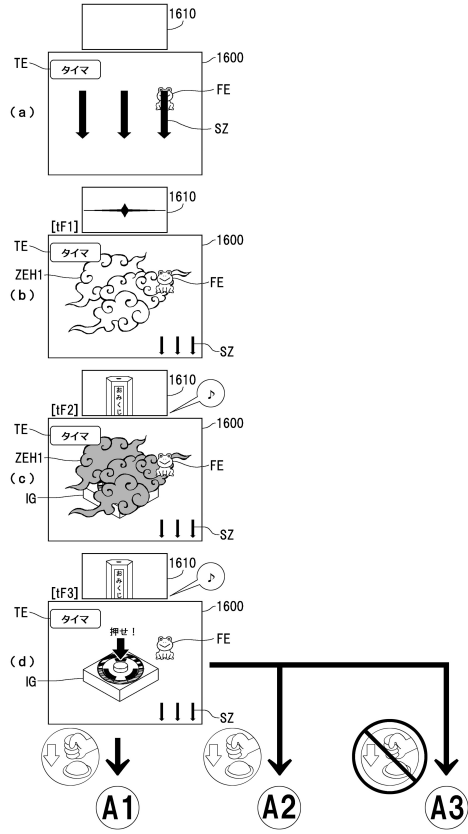 1610
TE
タイマ
1600
FE
(a)
SZ
1610
[tF1]
TE
タイマ
1600
ZEH1
FE
(b)
SZ
おみくじ
1610
♪
[tF2]
TE
タイマ
1600
ZEH1
FE
(c)
IG
SZ
おみくじ
1610
♪
[tF3]
TE
タイマ
1600
押せ!
FE
(d)
IG
SZ
A1 A2 A3